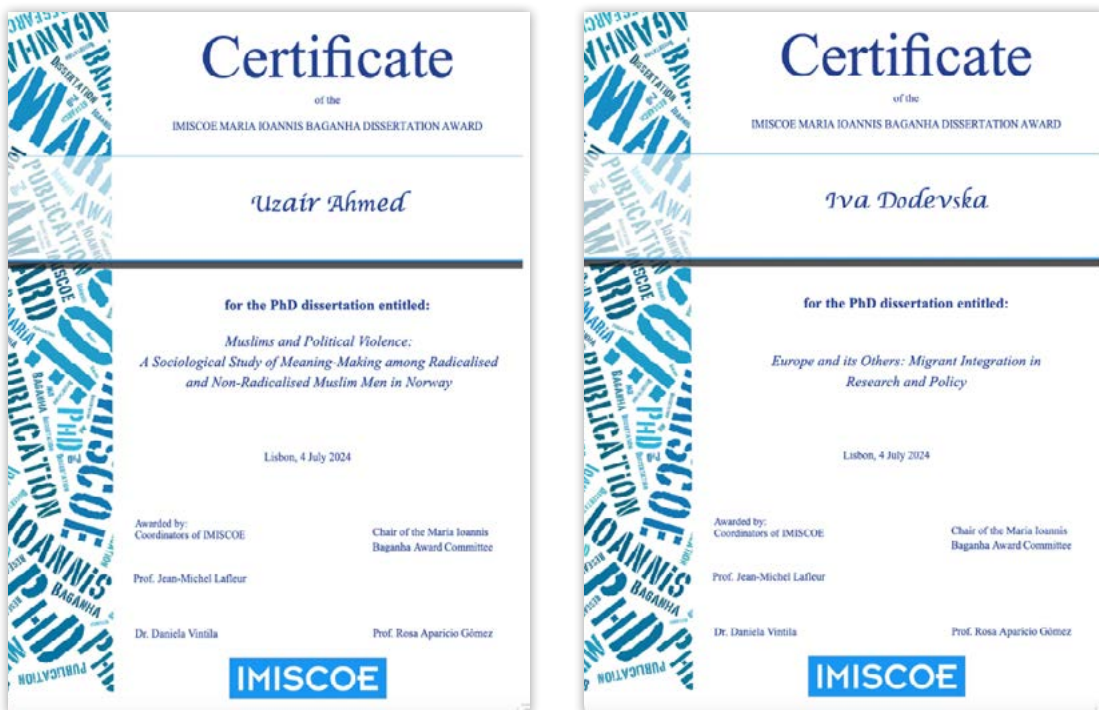 Certificate
of the
IMISCOE MARIA IOANNIS BAGANHA DISSERTATION AWARD
Uzair Ahmed
for the PhD dissertation entitled:
Muslims and Political Violence:
A Sociological Study of Meaning-Making among Radicalised
and Non-Radicalised Muslim Men in Norway
Lisbon, 4 July 2024
Awarded by:
Coordinators of IMISCOE
Chair of the Maria Ioannis
Baganha Award Committee
Prof. Jean-Michel Lafleur
Dr. Daniela Vintila
Prof. Rosa Aparicio Gómez
IMISCOE
Certificate
of the
IMISCOE MARIA IOANNIS BAGANHA DISSERTATION AWARD
Iva Dodevska
for the PhD dissertation entitled:
Europe and its Others: Migrant Integration in
Research and Policy
Lisbon, 4 July 2024
Awarded by:
Coordinators of IMISCOE
Chair of the Maria Ioannis
Baganha Award Committee
Prof. Jean-Michel Lafleur
Dr. Daniela Vintila
Prof. Rosa Aparicio Gómez
IMISCOE